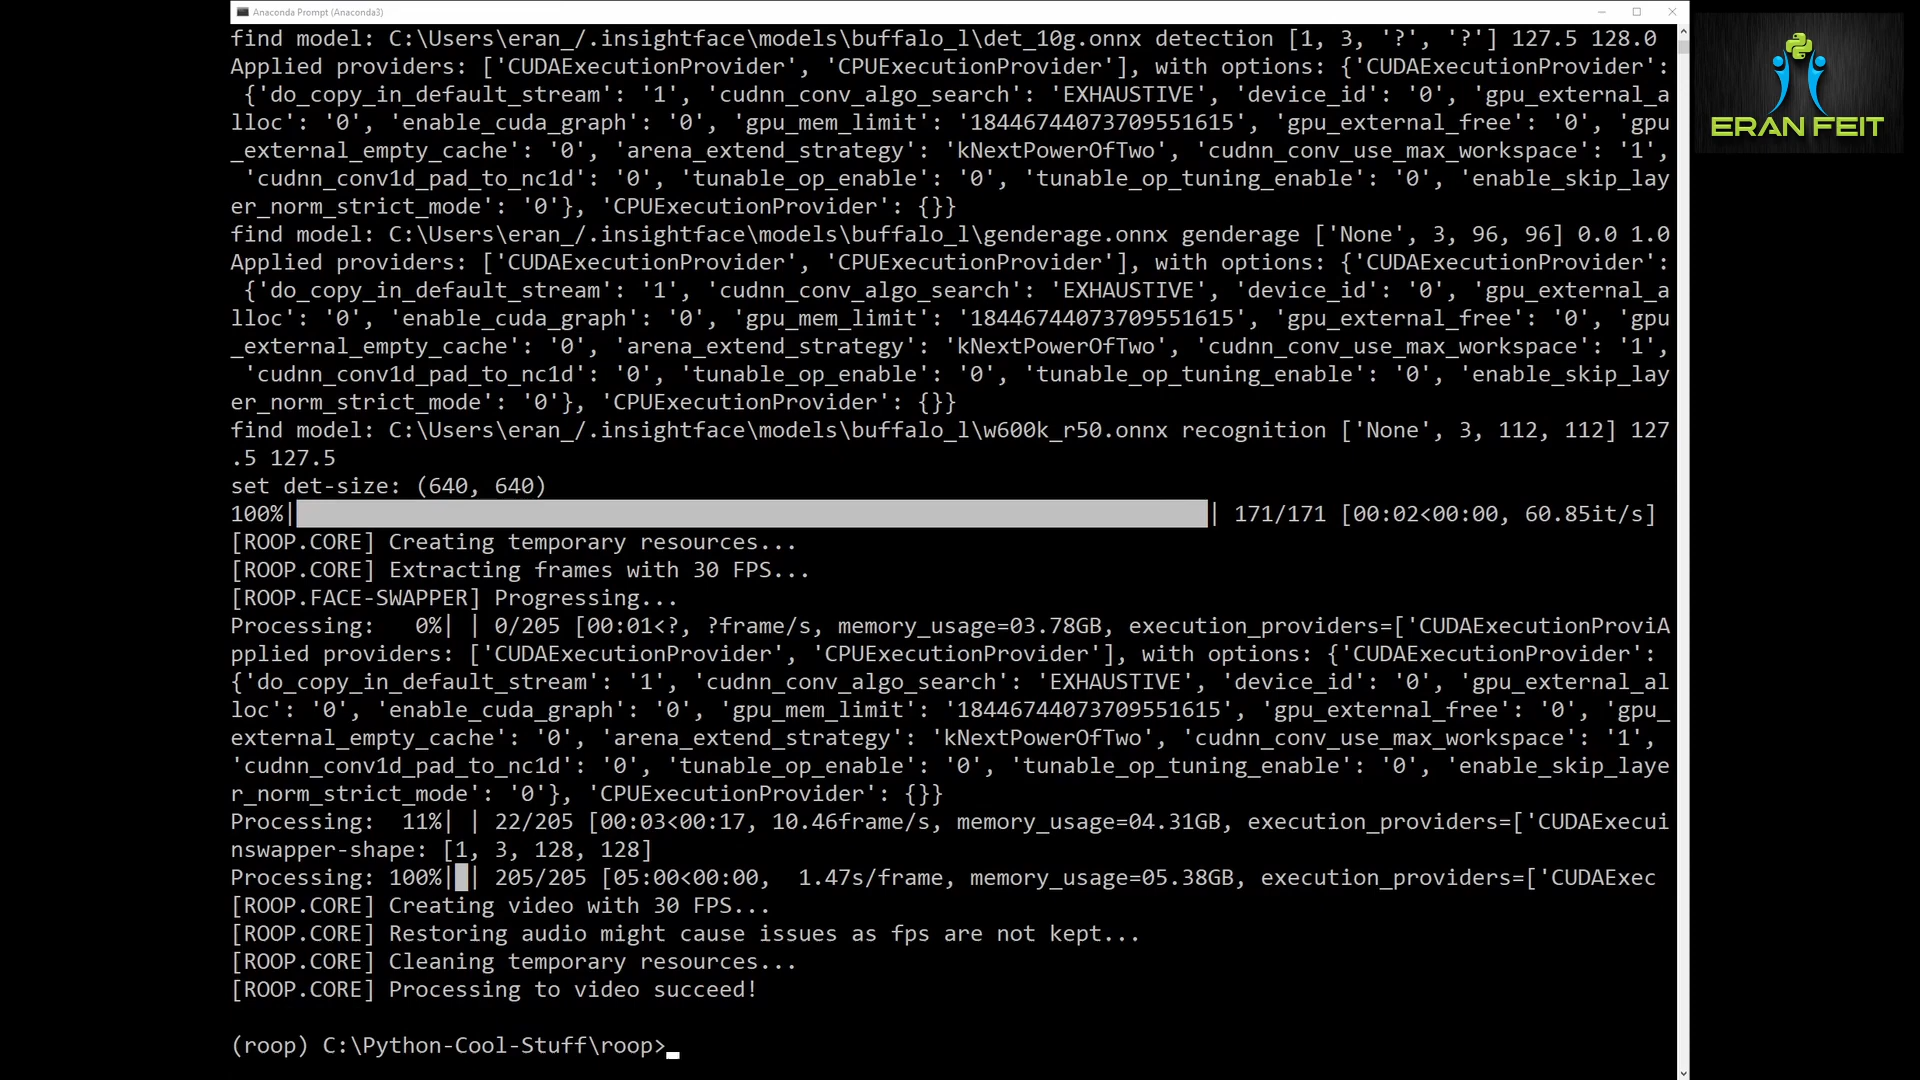 Anaconda Prompt (Anaconda3)
find model: C:\Users\eran_/.insightface\models\buffalo_l\det_10g.onnx detection [1, 3, '?', '?'] 127.5 128.0
Applied providers: ['CUDAExecutionProvider', 'CPUExecutionProvider'], with options: {'CUDAExecutionProvider':
 {'do_copy_in_default_stream': '1', 'cudnn_conv_algo_search': 'EXHAUSTIVE', 'device_id': '0', 'gpu_external_a
lloc': '0', 'enable_cuda_graph': '0', 'gpu_mem_limit': '18446744073709551615', 'gpu_external_free': '0', 'gpu
_external_empty_cache': '0', 'arena_extend_strategy': 'kNextPowerOfTwo', 'cudnn_conv_use_max_workspace': '1',
 'cudnn_conv1d_pad_to_nc1d': '0', 'tunable_op_enable': '0', 'tunable_op_tuning_enable': '0', 'enable_skip_lay
er_norm_strict_mode': '0'}, 'CPUExecutionProvider': {}}
find model: C:\Users\eran_/.insightface\models\buffalo_l\genderage.onnx genderage ['None', 3, 96, 96] 0.0 1.0
Applied providers: ['CUDAExecutionProvider', 'CPUExecutionProvider'], with options: {'CUDAExecutionProvider':
 {'do_copy_in_default_stream': '1', 'cudnn_conv_algo_search': 'EXHAUSTIVE', 'device_id': '0', 'gpu_external_a
lloc': '0', 'enable_cuda_graph': '0', 'gpu_mem_limit': '18446744073709551615', 'gpu_external_free': '0', 'gpu
_external_empty_cache': '0', 'arena_extend_strategy': 'kNextPowerOfTwo', 'cudnn_conv_use_max_workspace': '1',
 'cudnn_conv1d_pad_to_nc1d': '0', 'tunable_op_enable': '0', 'tunable_op_tuning_enable': '0', 'enable_skip_lay
er_norm_strict_mode': '0'}, 'CPUExecutionProvider': {}}
find model: C:\Users\eran_/.insightface\models\buffalo_l\w600k_r50.onnx recognition ['None', 3, 112, 112] 127
.5 127.5
set det-size: (640, 640)
100%|          | 171/171 [00:02<00:00, 60.85it/s]
[ROOP.CORE] Creating temporary resources...
[ROOP.CORE] Extracting frames with 30 FPS...
[ROOP.FACE-SWAPPER] Progressing...
Processing:   0%| | 0/205 [00:01<?, ?frame/s, memory_usage=03.78GB, execution_providers=['CUDAExecutionProviA
pplied providers: ['CUDAExecutionProvider', 'CPUExecutionProvider'], with options: {'CUDAExecutionProvider':
{'do_copy_in_default_stream': '1', 'cudnn_conv_algo_search': 'EXHAUSTIVE', 'device_id': '0', 'gpu_external_al
loc': '0', 'enable_cuda_graph': '0', 'gpu_mem_limit': '18446744073709551615', 'gpu_external_free': '0', 'gpu_
external_empty_cache': '0', 'arena_extend_strategy': 'kNextPowerOfTwo', 'cudnn_conv_use_max_workspace': '1',
'cudnn_conv1d_pad_to_nc1d': '0', 'tunable_op_enable': '0', 'tunable_op_tuning_enable': '0', 'enable_skip_laye
r_norm_strict_mode': '0'}, 'CPUExecutionProvider': {}}
Processing:  11%| | 22/205 [00:03<00:17, 10.46frame/s, memory_usage=04.31GB, execution_providers=['CUDAExecui
nswapper-shape: [1, 3, 128, 128]
Processing: 100%| | 205/205 [05:00<00:00,  1.47s/frame, memory_usage=05.38GB, execution_providers=['CUDAExec
[ROOP.CORE] Creating video with 30 FPS...
[ROOP.CORE] Restoring audio might cause issues as fps are not kept...
[ROOP.CORE] Cleaning temporary resources...
[ROOP.CORE] Processing to video succeed!
(roop) C:\Python-Cool-Stuff\roop>
ERAN FEIT